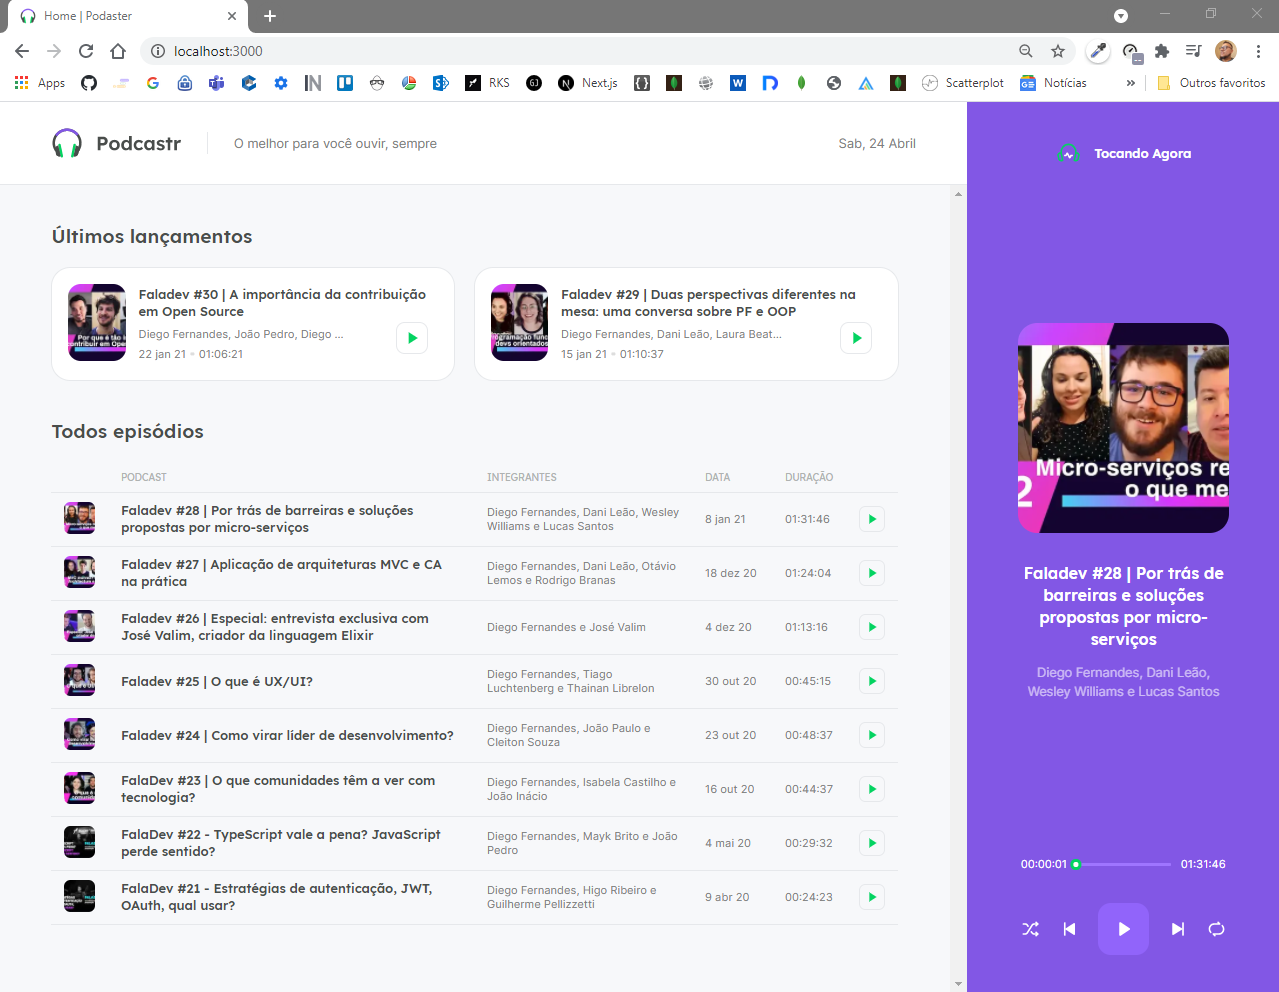 Home | Podaster
localhost:3000
Apps
RKS
Next.js
Scatterplot
Notícias
»
Outros favoritos
Podcastr
O melhor para você ouvir, sempre
Sab, 24 Abril
Últimos lançamentos
Faladev #30 | A importância da contribuição
em Open Source
Diego Fernandes, João Pedro, Diego ...
22 jan 21 • 01:06:21
Faladev #29 | Duas perspectivas diferentes na
mesa: uma conversa sobre PF e OOP
Diego Fernandes, Dani Leão, Laura Beat...
15 jan 21 • 01:10:37
Todos episódios
PODCAST INTEGRANTES DATA DURAÇÃO
Faladev #28 | Por trás de barreiras e soluções
propostas por micro-serviços
Diego Fernandes, Dani Leão, Wesley
Williams e Lucas Santos
8 jan 21
01:31:46
Faladev #27 | Aplicação de arquiteturas MVC e CA
na prática
Diego Fernandes, Dani Leão, Otávio
Lemos e Rodrigo Branas
18 dez 20
01:24:04
Faladev #26 | Especial: entrevista exclusiva com
José Valim, criador da linguagem Elixir
Diego Fernandes e José Valim
4 dez 20
01:13:16
Faladev #25 | O que é UX/UI?
Diego Fernandes, Tiago
Luchtenberg e Thainan Librelon
30 out 20
00:45:15
Faladev #24 | Como virar líder de desenvolvimento?
Diego Fernandes, João Paulo e
Cleiton Souza
23 out 20
00:48:37
FalaDev #23 | O que comunidades têm a ver com
tecnologia?
Diego Fernandes, Isabela Castilho e
João Inácio
16 out 20
00:44:37
FalaDev #22 - TypeScript vale a pena? JavaScript
perde sentido?
Diego Fernandes, Mayk Brito e João
Pedro
4 mai 20
00:29:32
FalaDev #21 - Estratégias de autenticação, JWT,
OAuth, qual usar?
Diego Fernandes, Higo Ribeiro e
Guilherme Pellizzetti
9 abr 20
00:24:23
Tocando Agora
Micro-serviços re
2 o que me
Faladev #28 | Por trás de
barreiras e soluções
propostas por micro-
serviços
Diego Fernandes, Dani Leão,
Wesley Williams e Lucas Santos
00:00:01
01:31:46